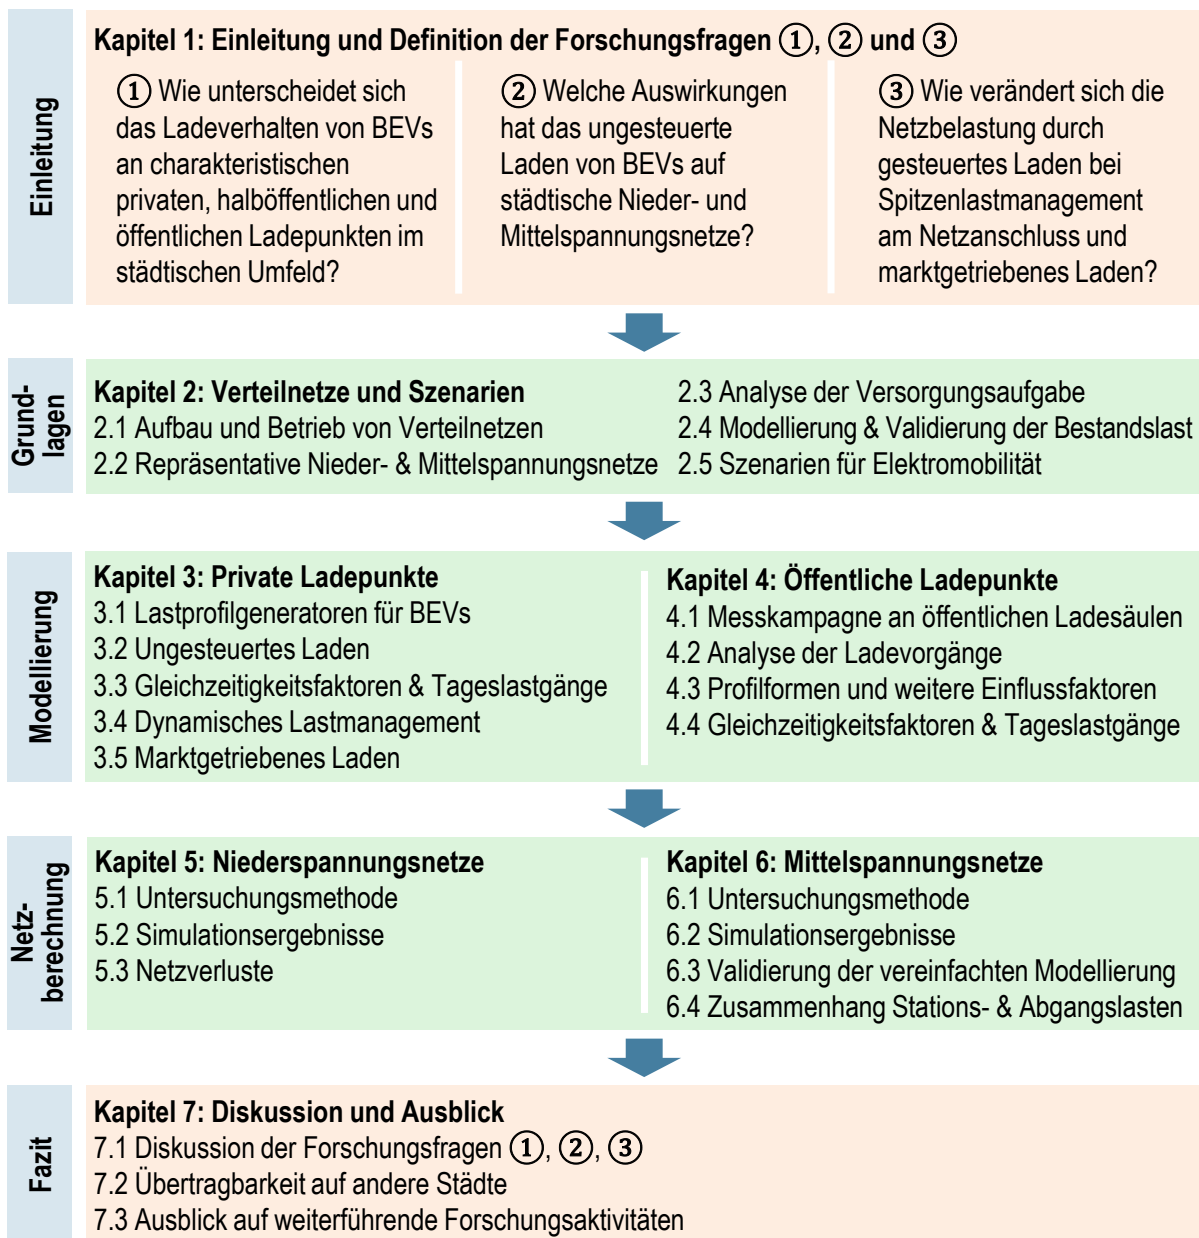 Einleitung
Kapitel 1: Einleitung und Definition der Forschungsfragen ①, ② und ③
① Wie unterscheidet sich
das Ladeverhalten von BEVs
an charakteristischen
privaten, halböffentlichen und
öffentlichen Ladepunkten im
städtischen Umfeld?
② Welche Auswirkungen
hat das ungesteuerte
Laden von BEVs auf
städtische Nieder- und
Mittelspannungsnetze?
③ Wie verändert sich die
Netzbelastung durch
gesteuertes Laden bei
Spitzenlastmanagement
am Netzanschluss und
marktgetriebenes Laden?
Grund-
lagen
Kapitel 2: Verteilnetze und Szenarien
2.1 Aufbau und Betrieb von Verteilnetzen
2.2 Repräsentative Nieder- & Mittelspannungsnetze
2.3 Analyse der Versorgungsaufgabe
2.4 Modellierung & Validierung der Bestandslast
2.5 Szenarien für Elektromobilität
Modellierung
Kapitel 3: Private Ladepunkte
3.1 Lastprofilgeneratoren für BEVs
3.2 Ungesteuertes Laden
3.3 Gleichzeitigkeitsfaktoren & Tageslastgänge
3.4 Dynamisches Lastmanagement
3.5 Marktgetriebenes Laden
Kapitel 4: Öffentliche Ladepunkte
4.1 Messkampagne an öffentlichen Ladesäulen
4.2 Analyse der Ladevorgänge
4.3 Profilformen und weitere Einflussfaktoren
4.4 Gleichzeitigkeitsfaktoren & Tageslastgänge
Netz-
berechnung
Kapitel 5: Niederspannungsnetze
5.1 Untersuchungsmethode
5.2 Simulationsergebnisse
5.3 Netzverluste
Kapitel 6: Mittelspannungsnetze
6.1 Untersuchungsmethode
6.2 Simulationsergebnisse
6.3 Validierung der vereinfachten Modellierung
6.4 Zusammenhang Stations- & Abgangslasten
Fazit
Kapitel 7: Diskussion und Ausblick
7.1 Diskussion der Forschungsfragen ①, ②, ③
7.2 Übertragbarkeit auf andere Städte
7.3 Ausblick auf weiterführende Forschungsaktivitäten